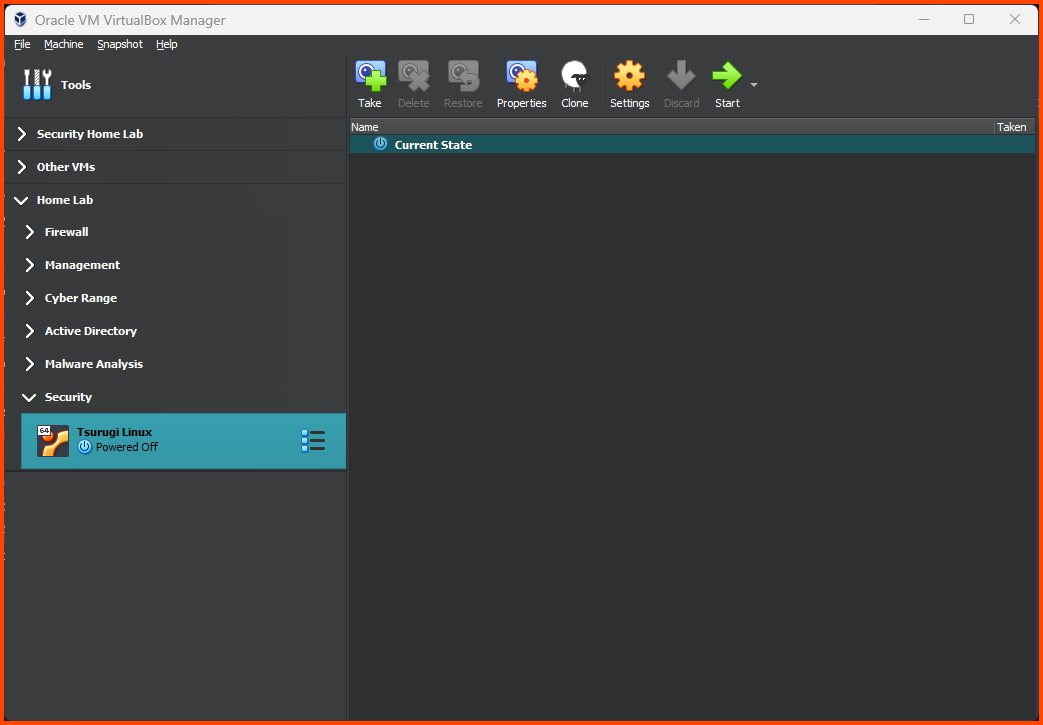 Oracle VM VirtualBox Manager
File Machine Snapshot Help
Tools
Take Delete Restore Properties Clone Settings Discard Start
Name Taken
Current State
Security Home Lab
Other VMs
Home Lab
Firewall
Management
Cyber Range
Active Directory
Malware Analysis
Security
64
Tsurugi Linux
Powered Off